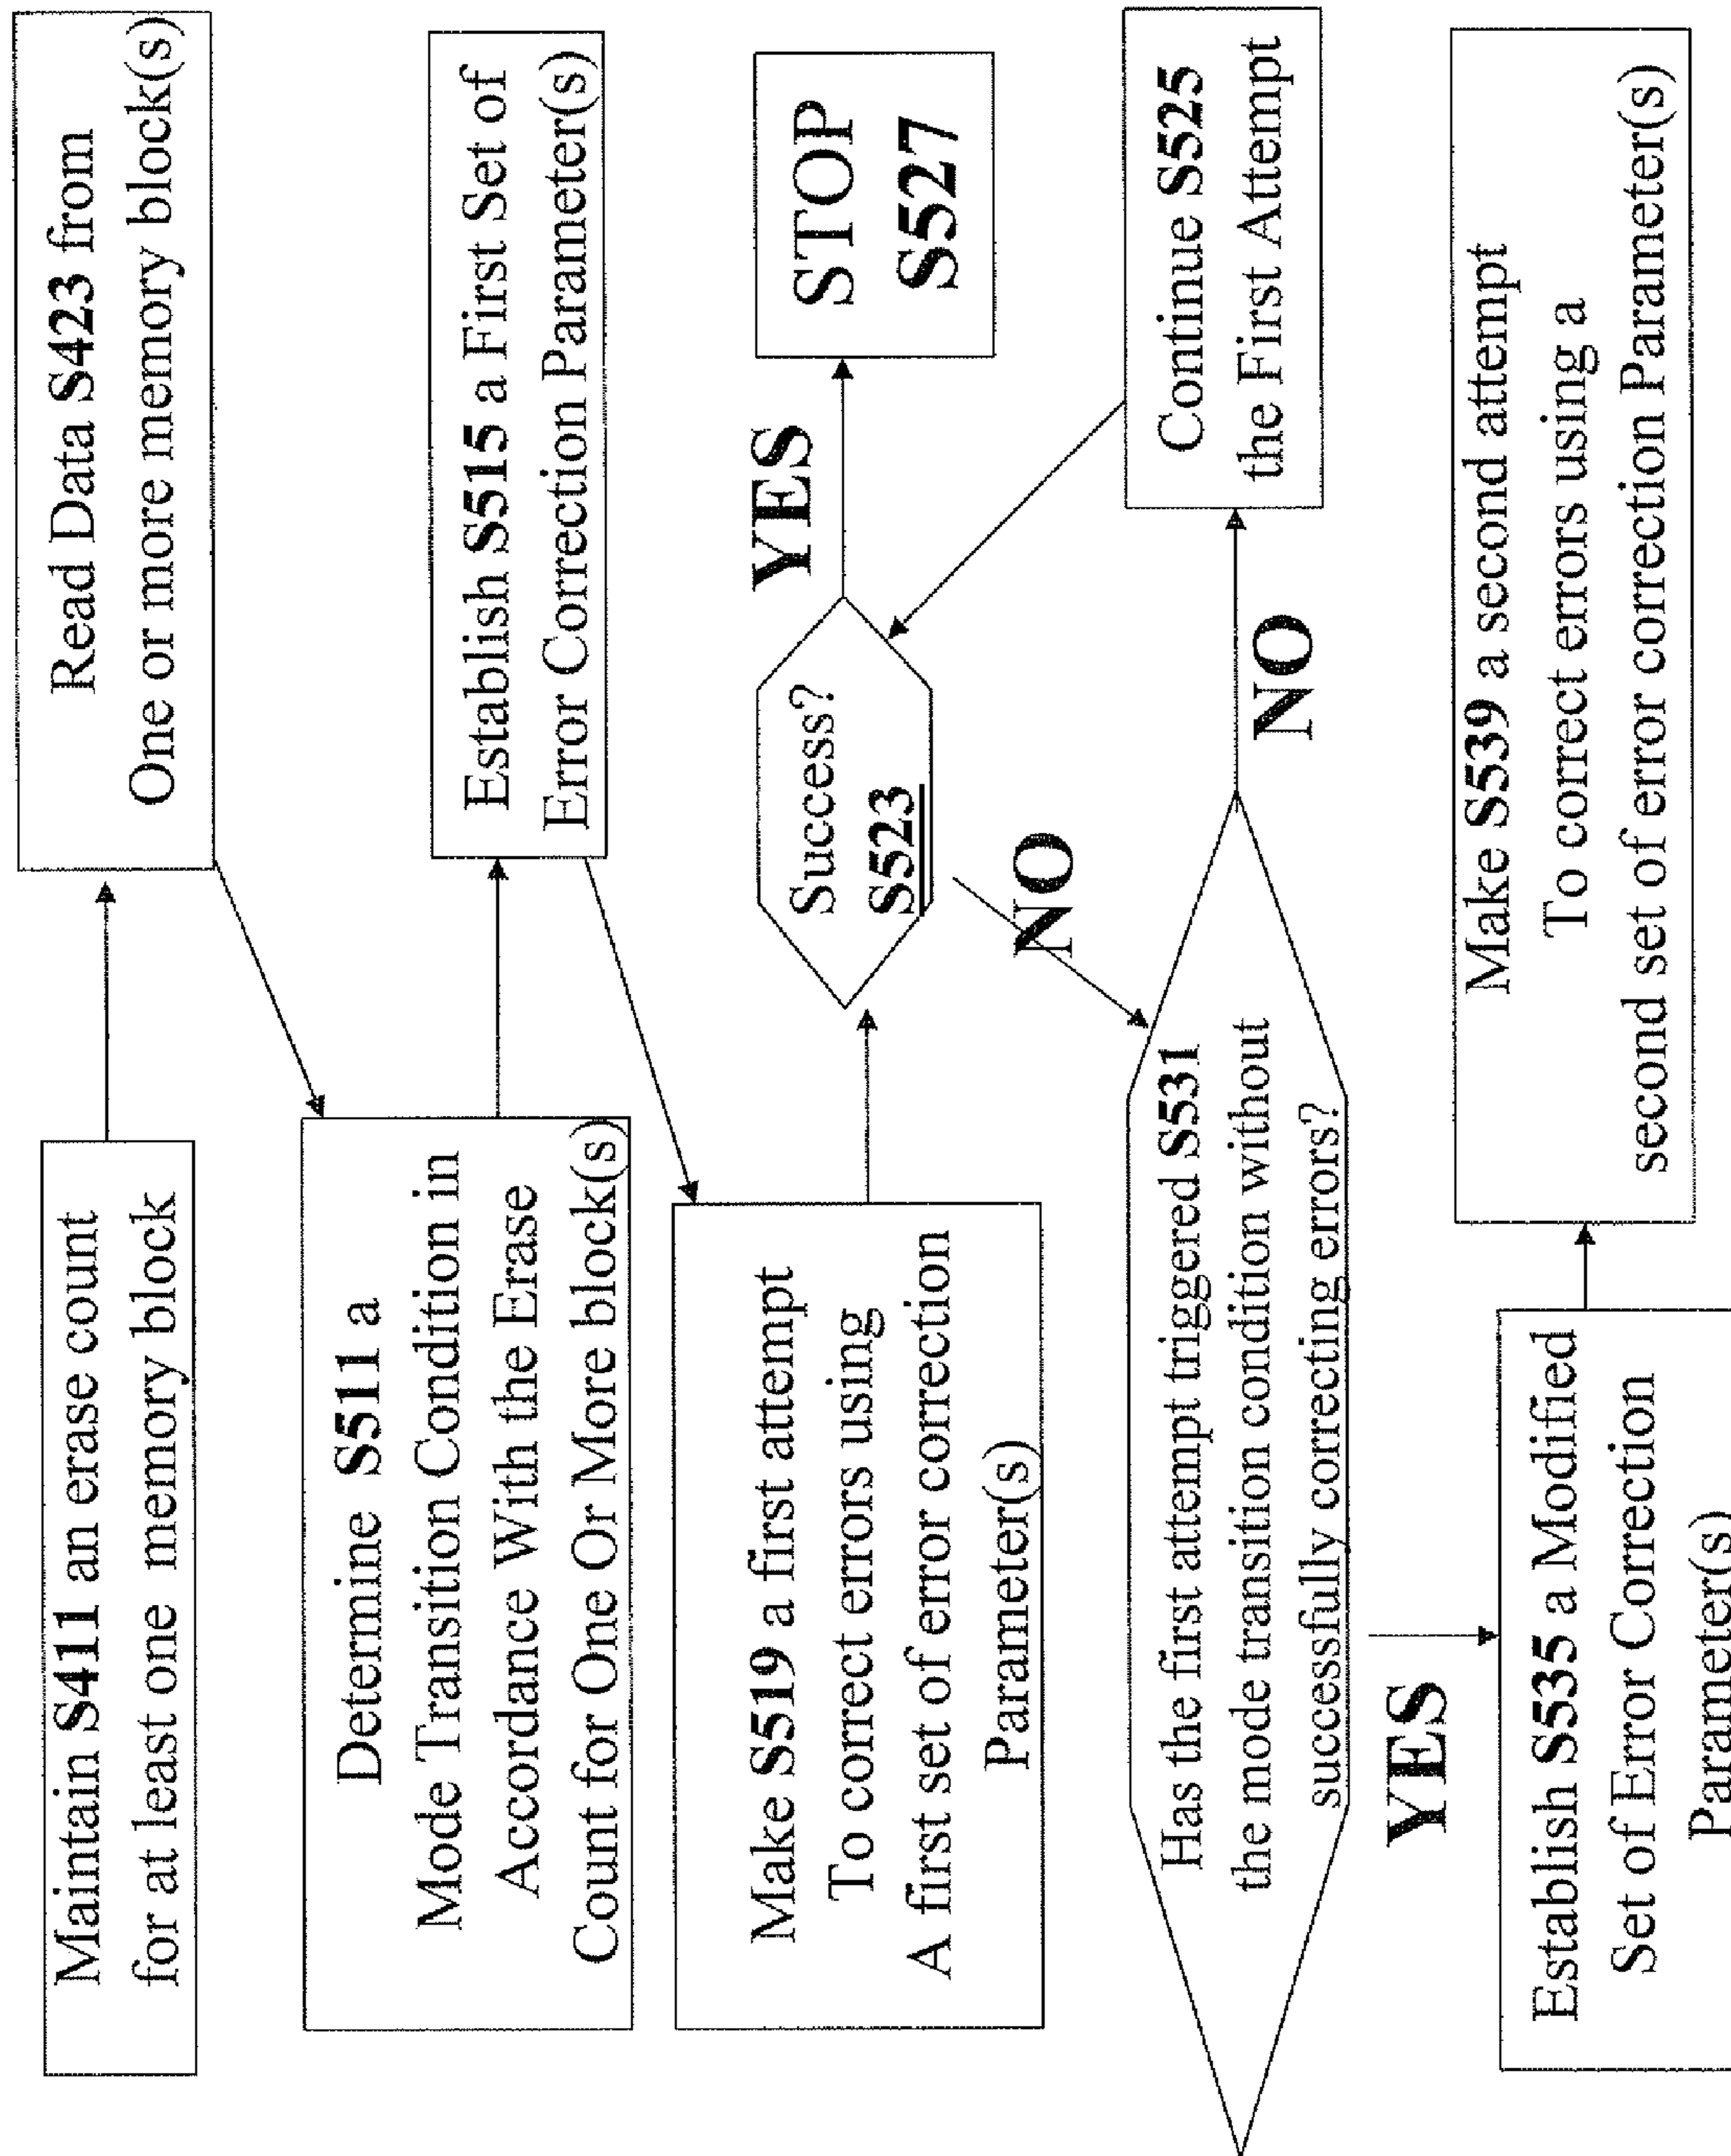 Maintain S411 an erase count
for at least one memory block
Read Data S423 from
One or more memory block(s)
Determine S511 a
Mode Transition Condition in
Accordance With the Erase
Count for One Or More block(s)
Establish S515 a First Set of
Error Correction Parameter(s)
Make S519 a first attempt
To correct errors using
A first set of error correction
Parameter(s)
Success?
S523
YES
STOP
S527
NO
Has the first attempt triggered S531
the mode transition condition without
successfully correcting errors?
NO
Continue S525
the First Attempt
YES
Establish S535 a Modified
Set of Error Correction
Parameter(s)
Make S539 a second attempt
To correct errors using a
second set of error correction Parameter(s)